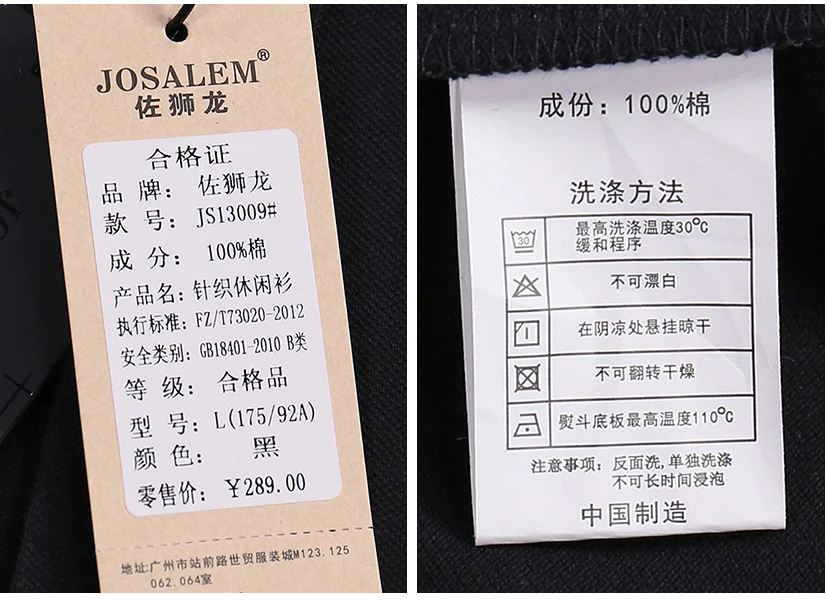 JOSALEM®
佐狮龙
合格证
品 牌： 佐狮龙
款 号： JS13009#
成 分： 100%棉
产品名：针织休闲衫
执行标准：FZ/T73020-2012
安全类别：GB18401-2010 B类
等 级： 合格品
型 号：L(175/92A)
颜 色： 黑
零售价：￥289.00
地址:广州市站前路世贸服装城M123.125
062.064室
成份：100%棉
洗涤方法
30
最高洗涤温度30℃
缓和程序
不可漂白
在阴凉处悬挂晾干
不可翻转干燥
熨斗底板最高温度110℃
注意事项：反面洗,单独洗涤
不可长时间浸泡
中国制造